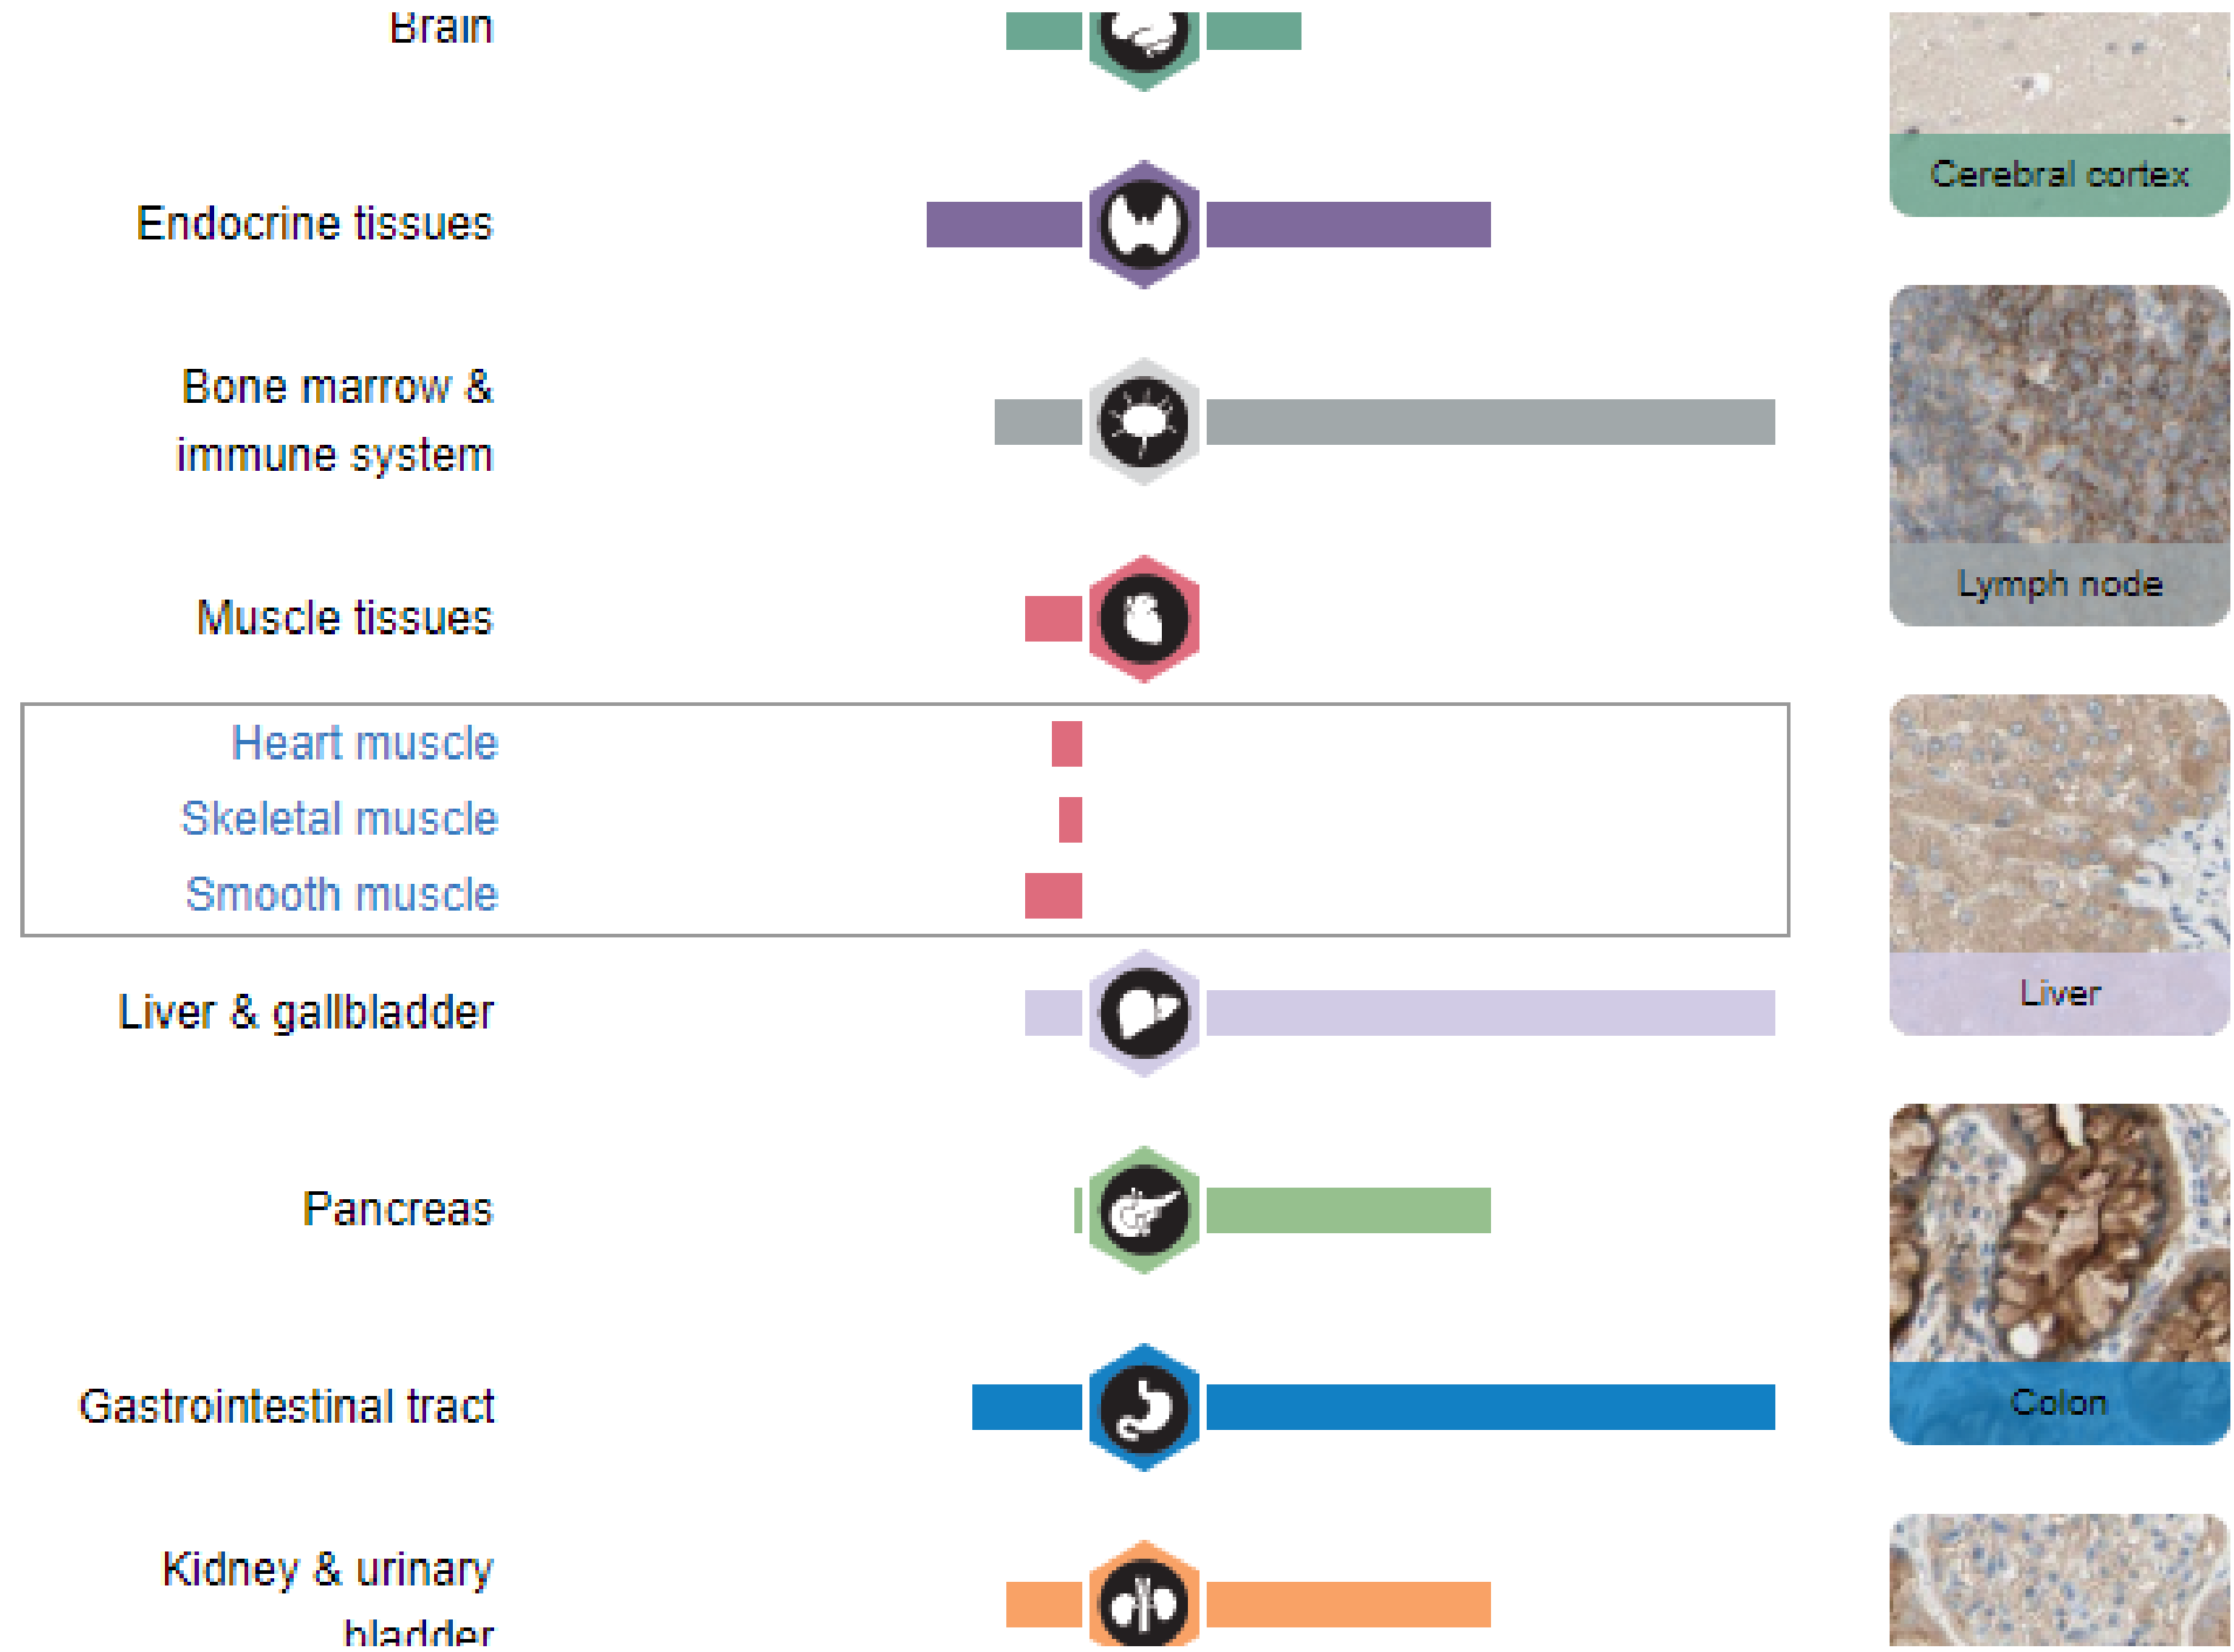 Brain
Cerebral cortex
Endocrine tissues
Bone marrow &
immune system
Lymph node
Muscle tissues
Heart muscle
Skeletal muscle
Smooth muscle
Liver & gallbladder
Liver
Pancreas
Gastrointestinal tract
Colon
Kidney & urinary
bladder